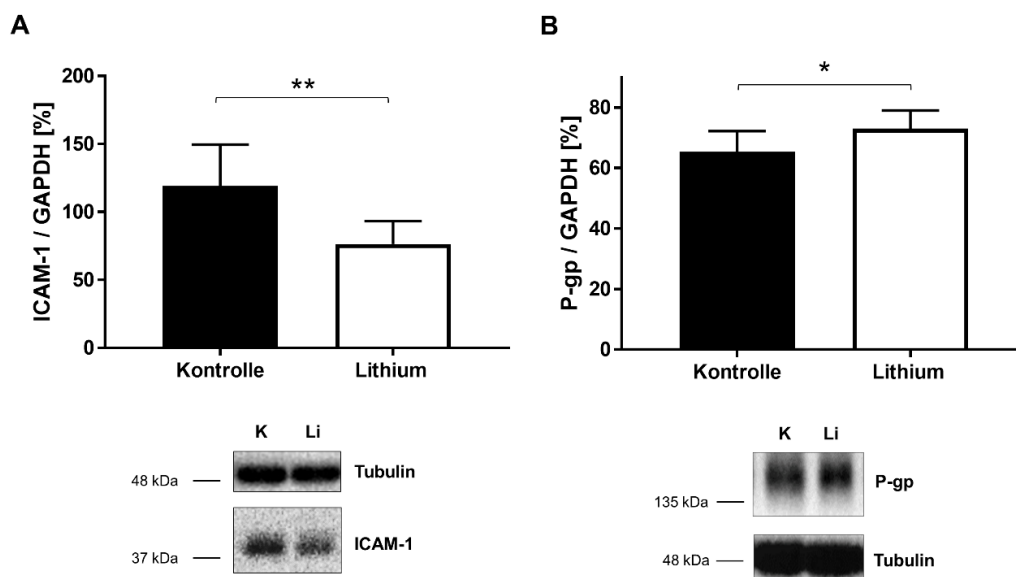 A
ICAM-1 / GAPDH [%]
200
150
100
50
0
**
Kontrolle Lithium
K Li
48 kDa Tubulin
37 kDa ICAM-1
B
P-gp / GAPDH [%]
80
60
40
20
0
*
Kontrolle Lithium
K Li
135 kDa P-gp
48 kDa Tubulin